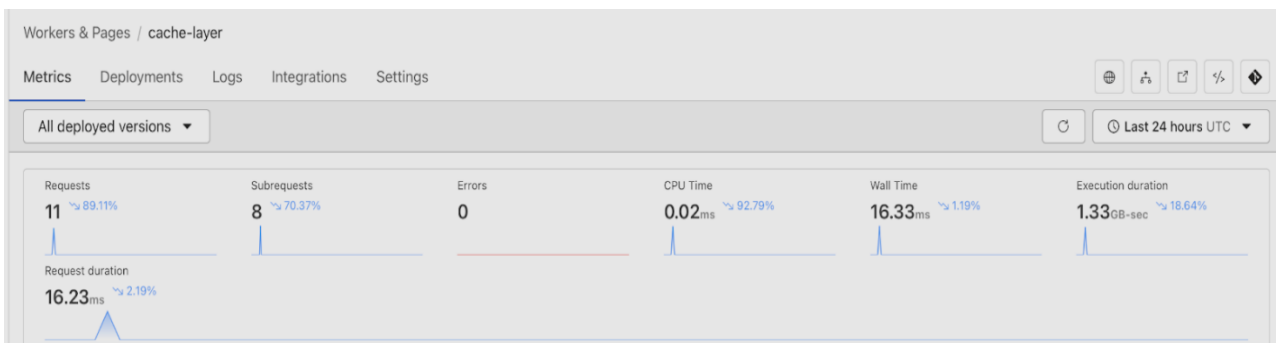 Workers & Pages / cache-layer
Metrics Deployments Logs Integrations Settings
All deployed versions Last 24 hours UTC
Requests Subrequests Errors CPU Time Wall Time Execution duration
11 89.11% 8 70.37% 0 0.02ms 92.79% 16.33ms 1.19% 1.33GB-sec 18.64%
Request duration
16.23ms 2.19%